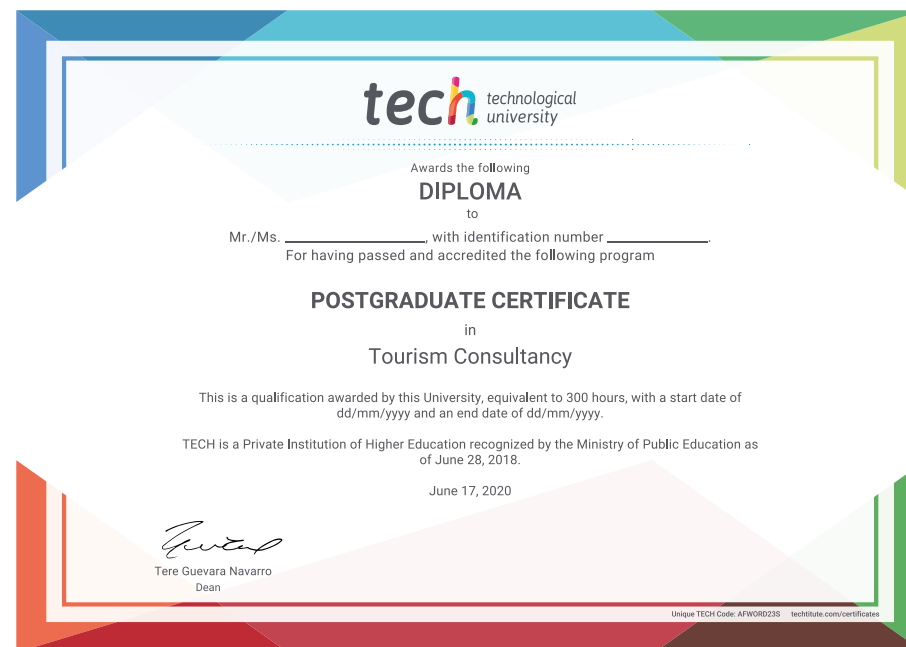 tech technological
university
Awards the following
DIPLOMA
to
Mr./Ms. ____________________, with identification number ______________.
For having passed and accredited the following program
POSTGRADUATE CERTIFICATE
in
Tourism Consultancy
This is a qualification awarded by this University, equivalent to 300 hours, with a start date of
dd/mm/yyyy and an end date of dd/mm/yyyy.
TECH is a Private Institution of Higher Education recognized by the Ministry of Public Education as
of June 28, 2018.
June 17, 2020
Tere Guevara Navarro
Dean
Unique TECH Code: AFWORD23S techtitute.com/certificates